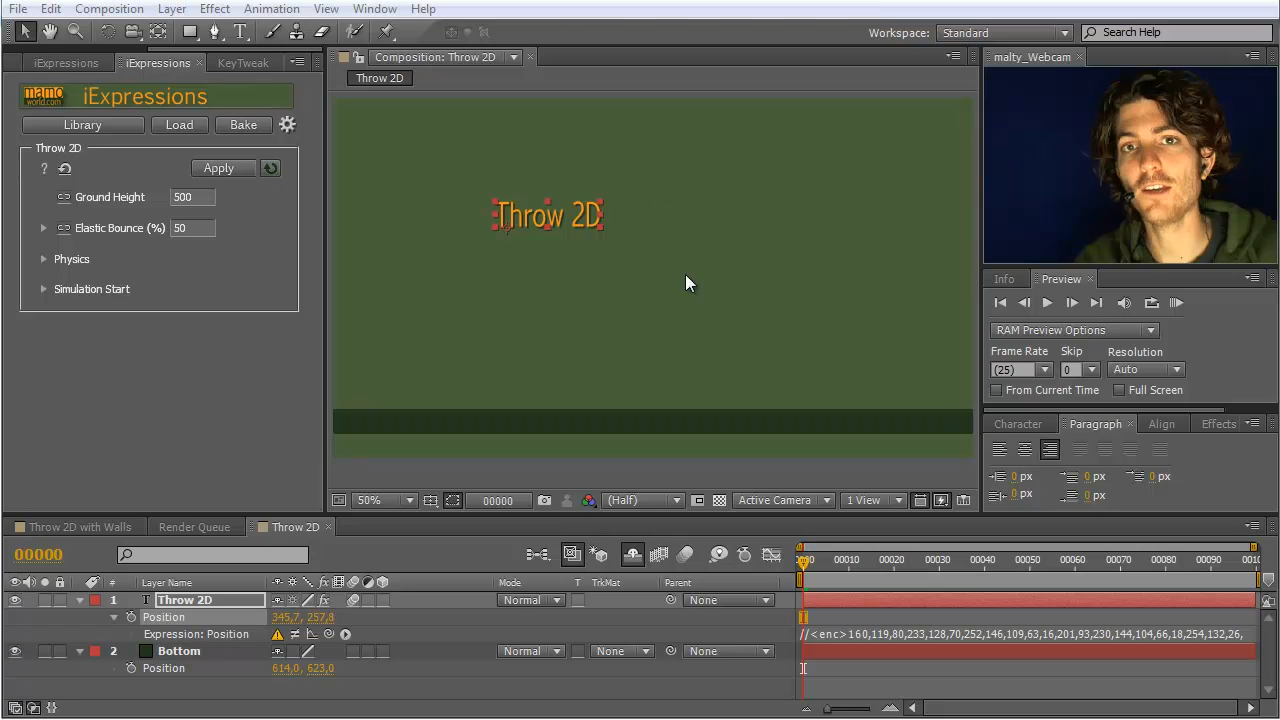 File Edit Composition Layer Effect Animation View Window Help
Workspace: Standard Search Help
iExpressions iExpressions × KeyTweak
Composition: Throw 2D
malty_Webcam ×
Throw 2D
mamo world.com iExpressions
Library Load Bake
Throw 2D
? Apply
Ground Height 500
Elastic Bounce (%) 50
Physics
Simulation Start
Throw 2D
Info Preview ×
RAM Preview Options
Frame Rate Skip Resolution
(25) 0 Auto
From Current Time Full Screen
Character Paragraph × Align Effects
0 px 0 px 0 px
0 px 0 px
50% 00000 (Half) Active Camera 1 View
Throw 2D with Walls Render Queue Throw 2D ×
00000
00010 00020 00030 00040 00050 00060 00070 00080 00090
# Layer Name Mode T TrkMat Parent
1 T Throw 2D Normal None
Position 345,7, 257,8
Expression: Position //<enc>160,119,80,233,128,70,252,146,109,63,16,201,93,230,144,104,66,18,254,132,26,
2 Bottom Normal None None
Position 614,0, 623,0